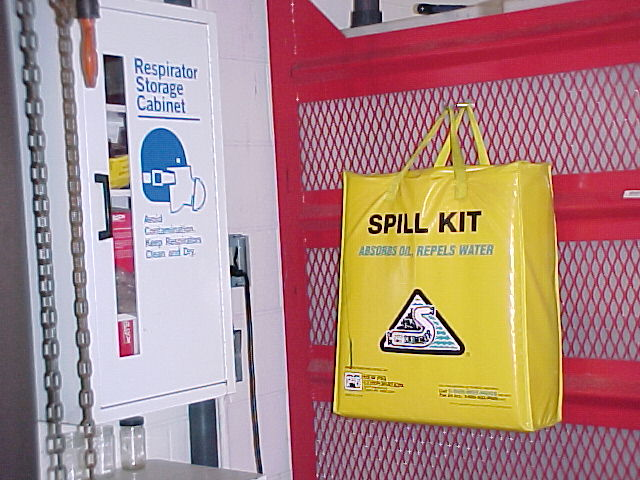 Respirator
Storage
Cabinet
Avoid
Contamination.
Keep Respirators
Clean and Dry.
SPILL KIT
ABSORBS OIL, REPELS WATER